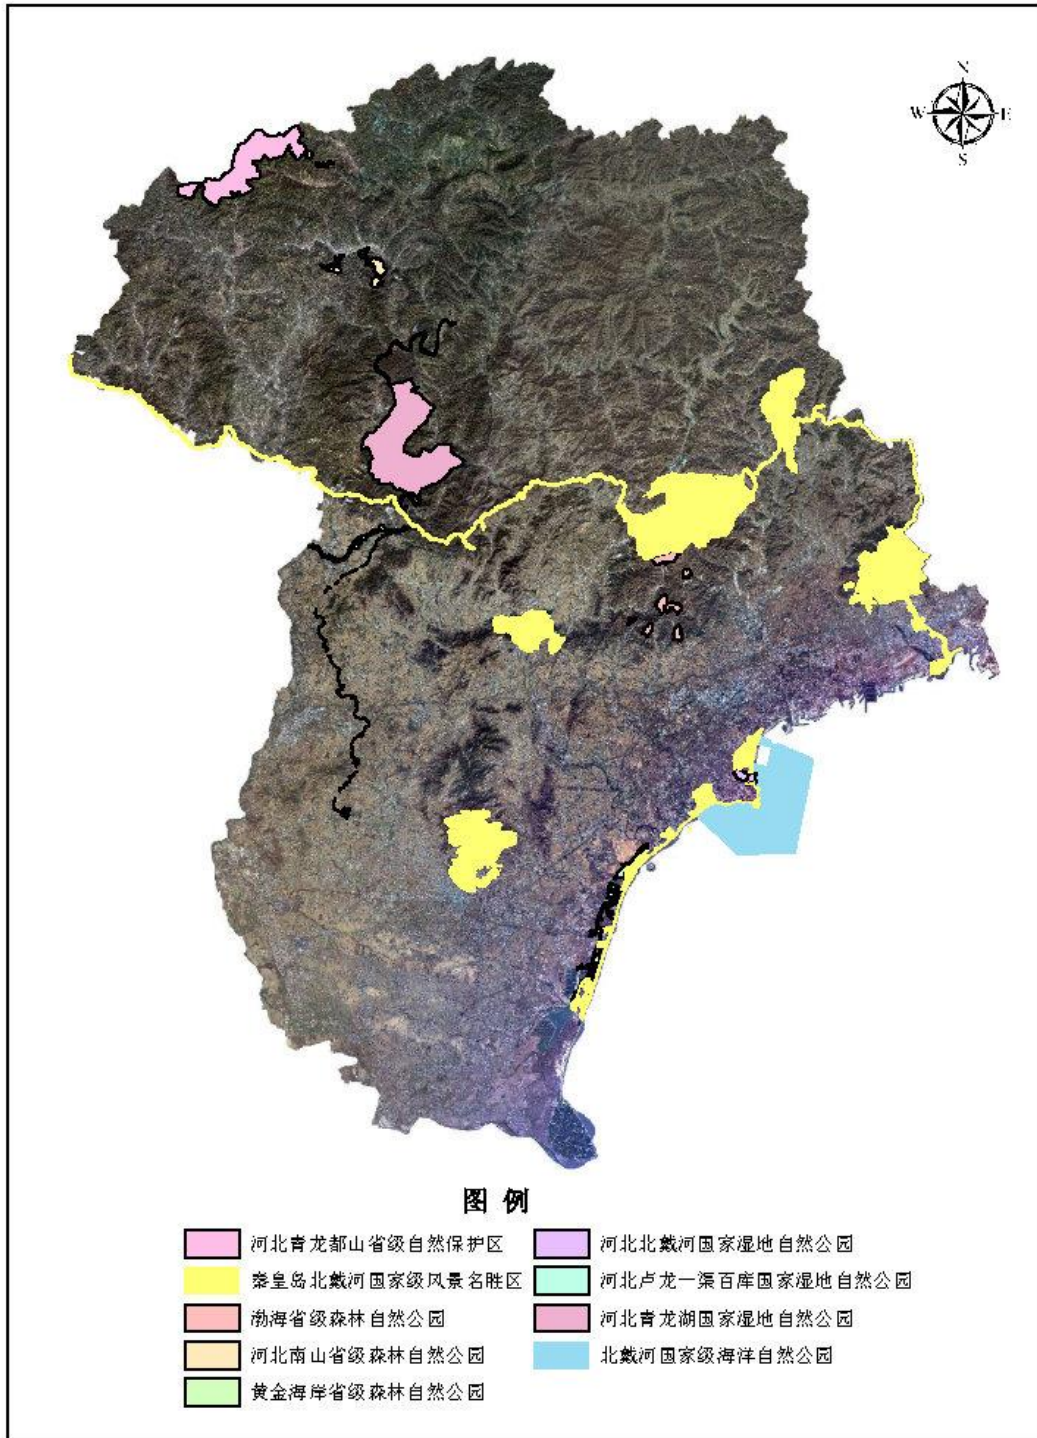 N
W E
S
图 例
河北青龙都山省级自然保护区
秦皇岛北戴河国家级风景名胜区
渤海省级森林自然公园
河北南山省级森林自然公园
黄金海岸省级森林自然公园
河北北戴河国家湿地自然公园
河北卢龙一渠百库国家湿地自然公园
河北青龙湖国家湿地自然公园
北戴河国家级海洋自然公园